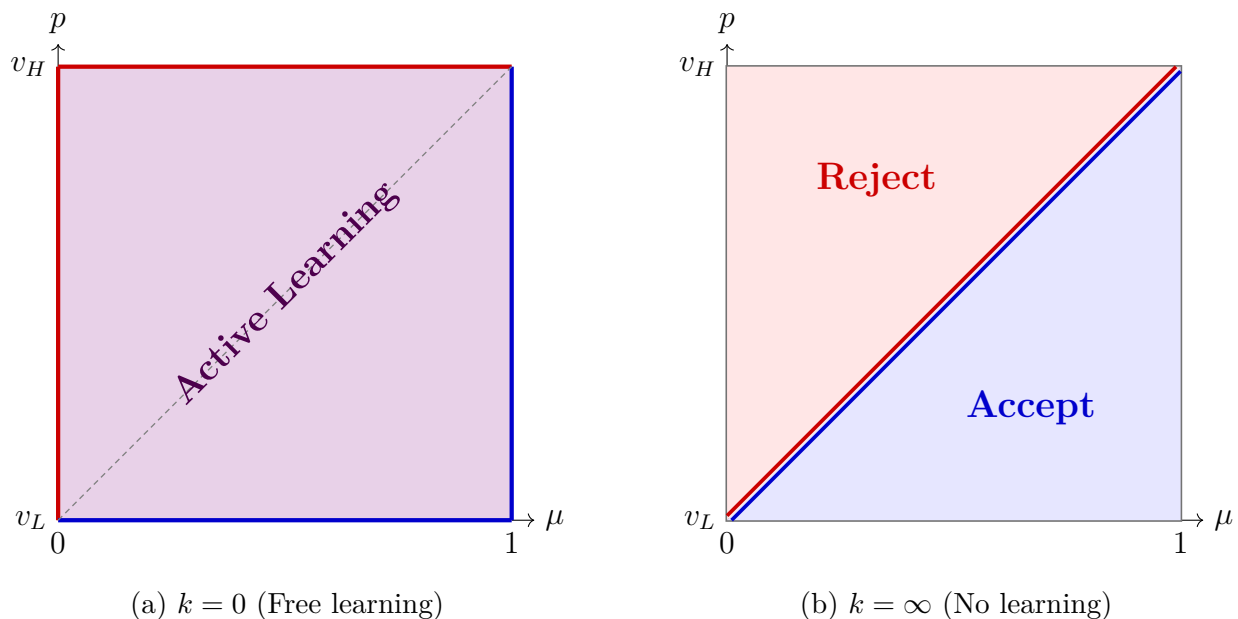 p
v_H
Active Learning
v_L
0
1
μ
(a) k = 0 (Free learning)
p
v_H
Reject
Accept
v_L
0
1
μ
(b) k = ∞ (No learning)